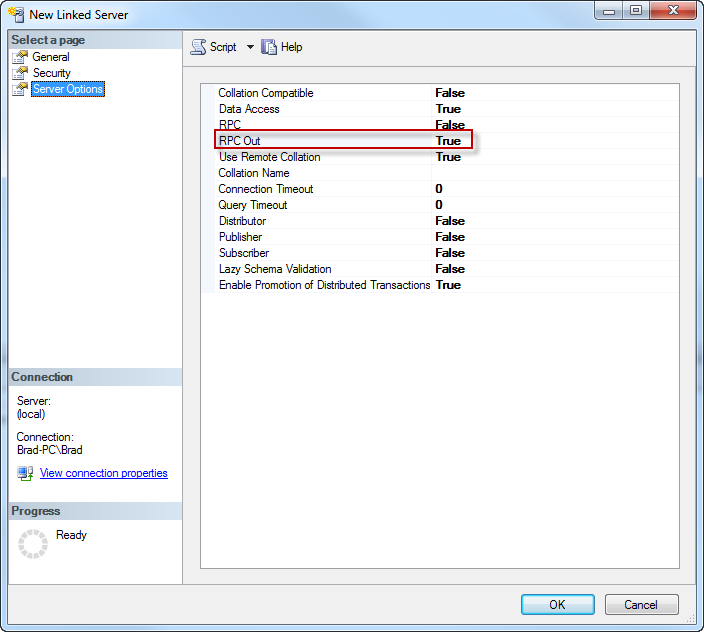 New Linked Server
Select a page
General
Security
Server Options
Script Help
Collation Compatible False
Data Access True
RPC False
RPC Out True
Use Remote Collation True
Collation Name
Connection Timeout 0
Query Timeout 0
Distributor False
Publisher False
Subscriber False
Lazy Schema Validation False
Enable Promotion of Distributed Transactions True
Connection
Server:
(local)
Connection:
Brad-PC\Brad
View connection properties
Progress
Ready
OK Cancel